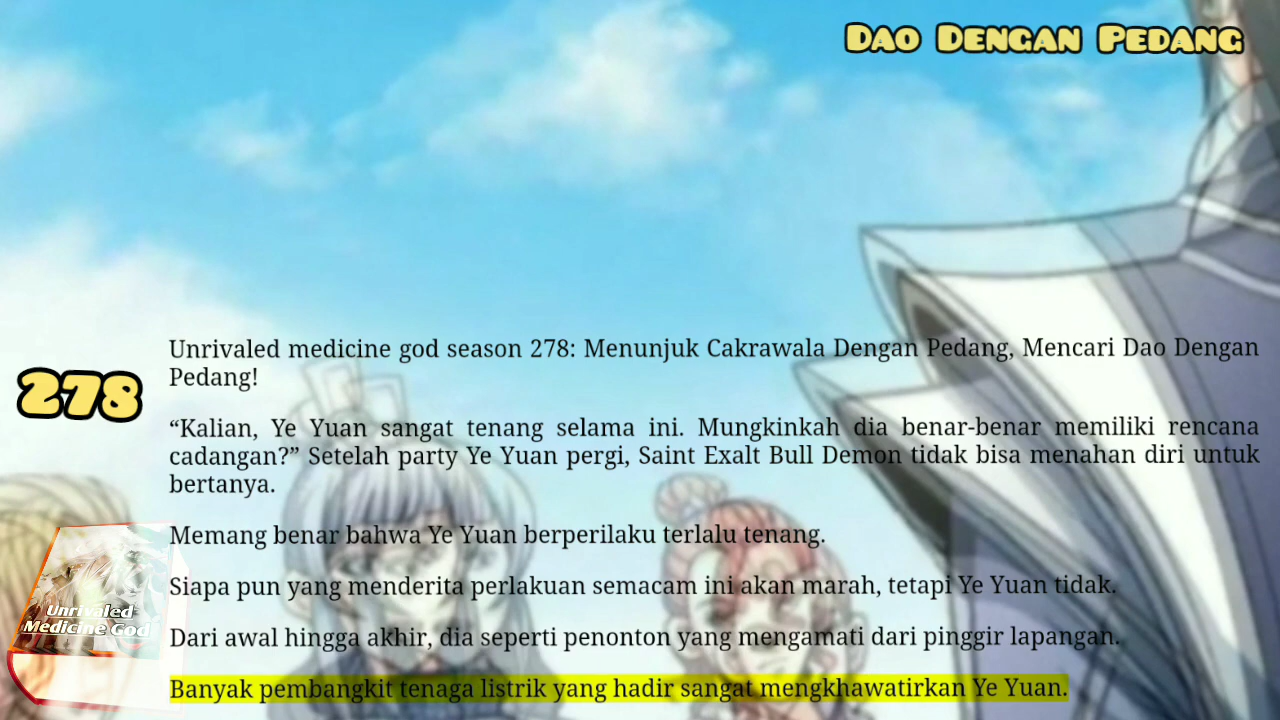 Dao Dengan Pedang
278
Unrivaled medicine god season 278: Menunjuk Cakrawala Dengan Pedang, Mencari Dao Dengan
Pedang!
“Kalian, Ye Yuan sangat tenang selama ini. Mungkinkah dia benar-benar memiliki rencana
cadangan?” Setelah party Ye Yuan pergi, Saint Exalt Bull Demon tidak bisa menahan diri untuk
bertanya.
Memang benar bahwa Ye Yuan berperilaku terlalu tenang.
Siapa pun yang menderita perlakuan semacam ini akan marah, tetapi Ye Yuan tidak.
Dari awal hingga akhir, dia seperti penonton yang mengamati dari pinggir lapangan.
Banyak pembangkit tenaga listrik yang hadir sangat mengkhawatirkan Ye Yuan.
Unrivaled
Medicine God